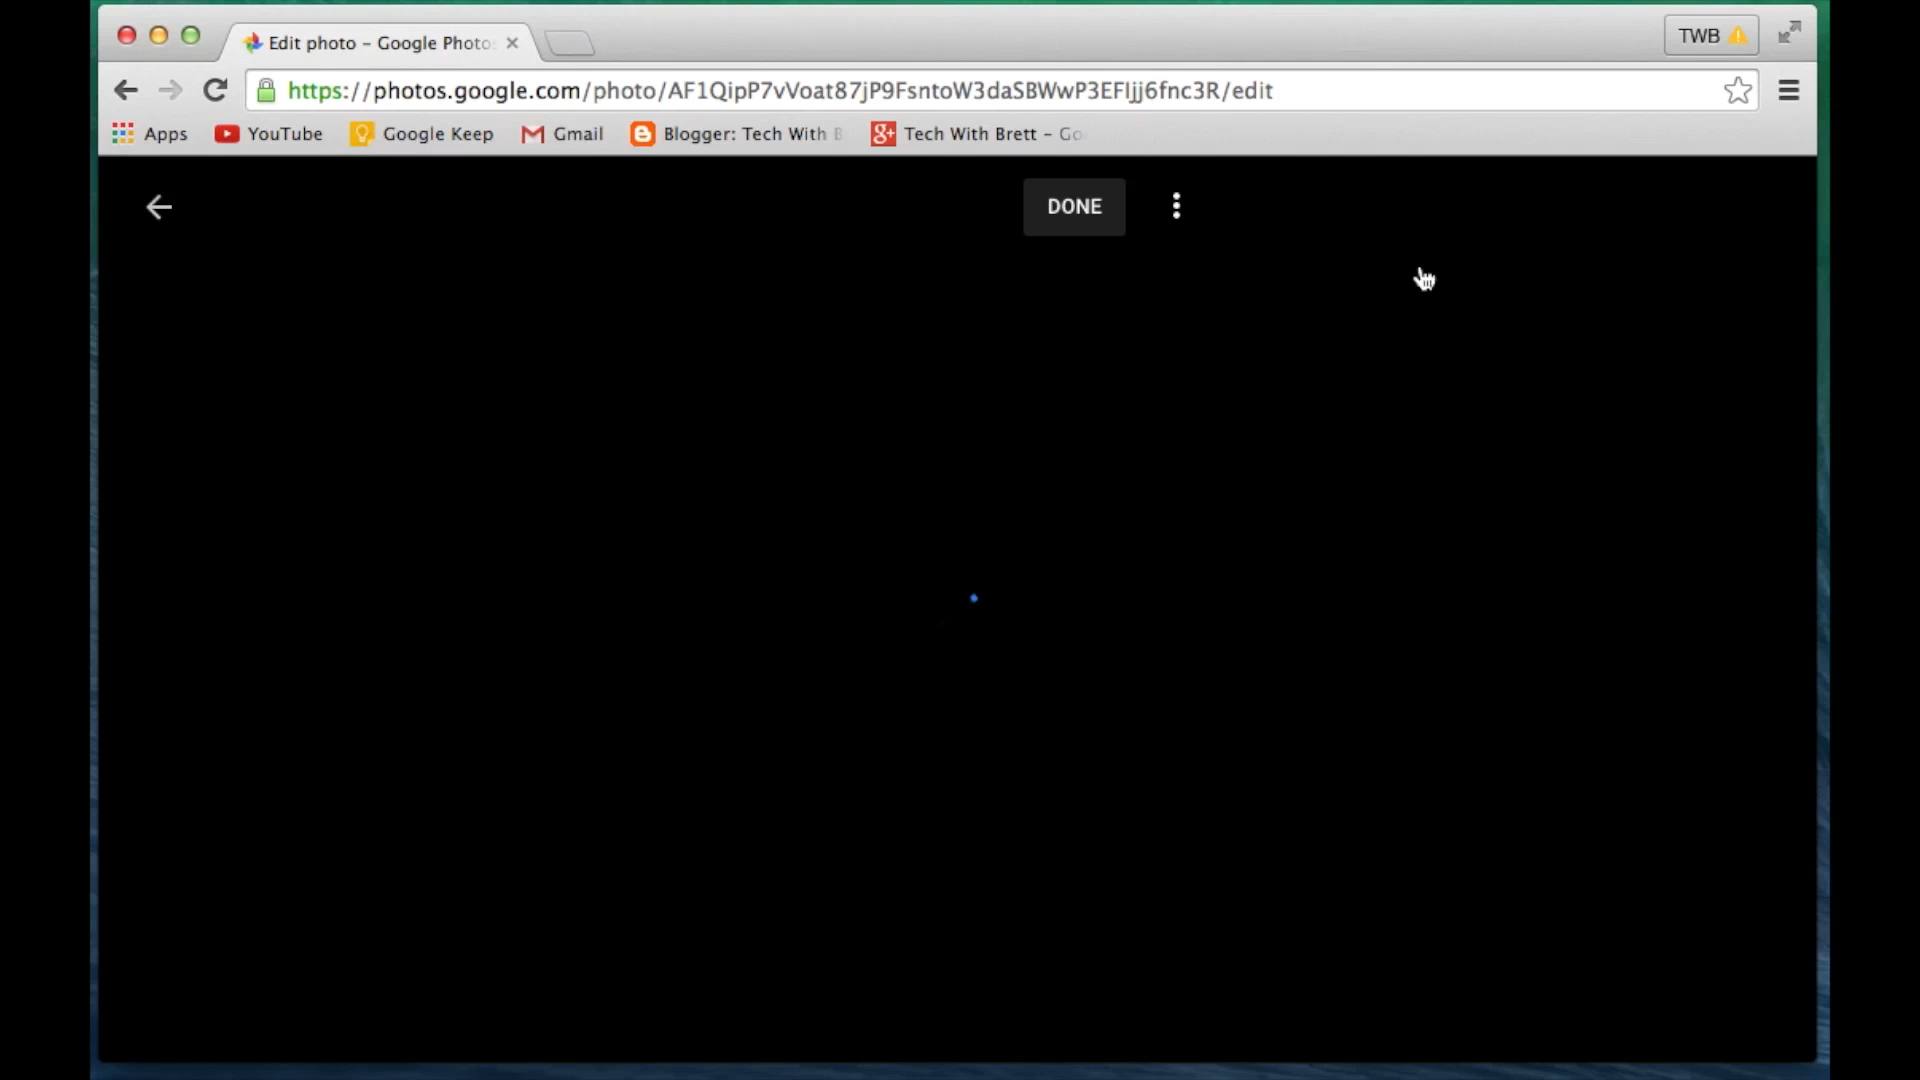 Edit photo – Google Photo
TWB
https://photos.google.com/photo/AF1QipP7vVoat87jP9FsntoW3daSBWwP3EFIjj6fnc3R/edit
Apps YouTube Google Keep Gmail Blogger: Tech With B Tech With Brett – Go
DONE